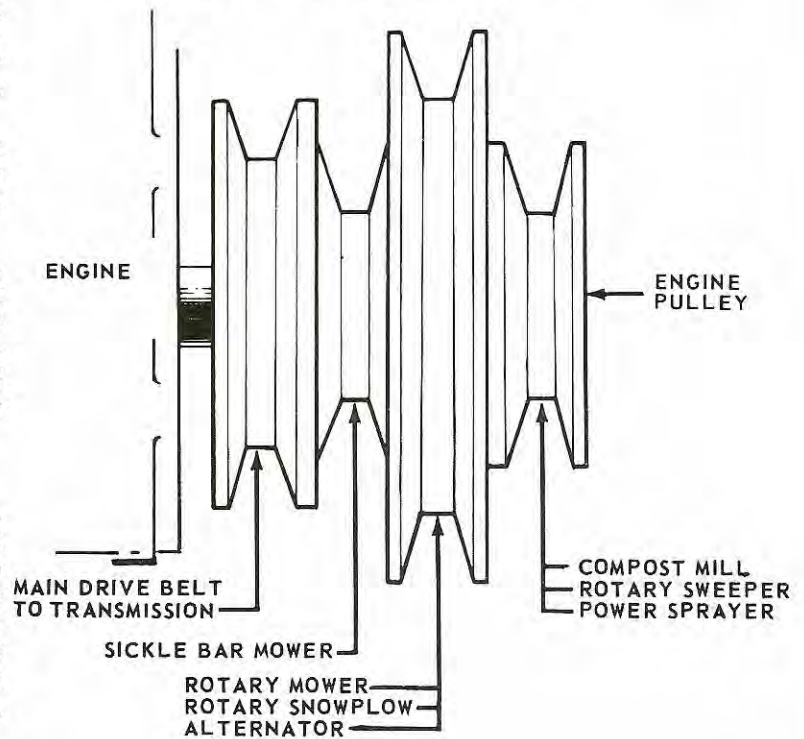 ENGINE
ENGINE
PULLEY
MAIN DRIVE BELT
TO TRANSMISSION
SICKLE BAR MOWER
ROTARY MOWER
ROTARY SNOWPLOW
ALTERNATOR
COMPOST MILL
ROTARY SWEEPER
POWER SPRAYER